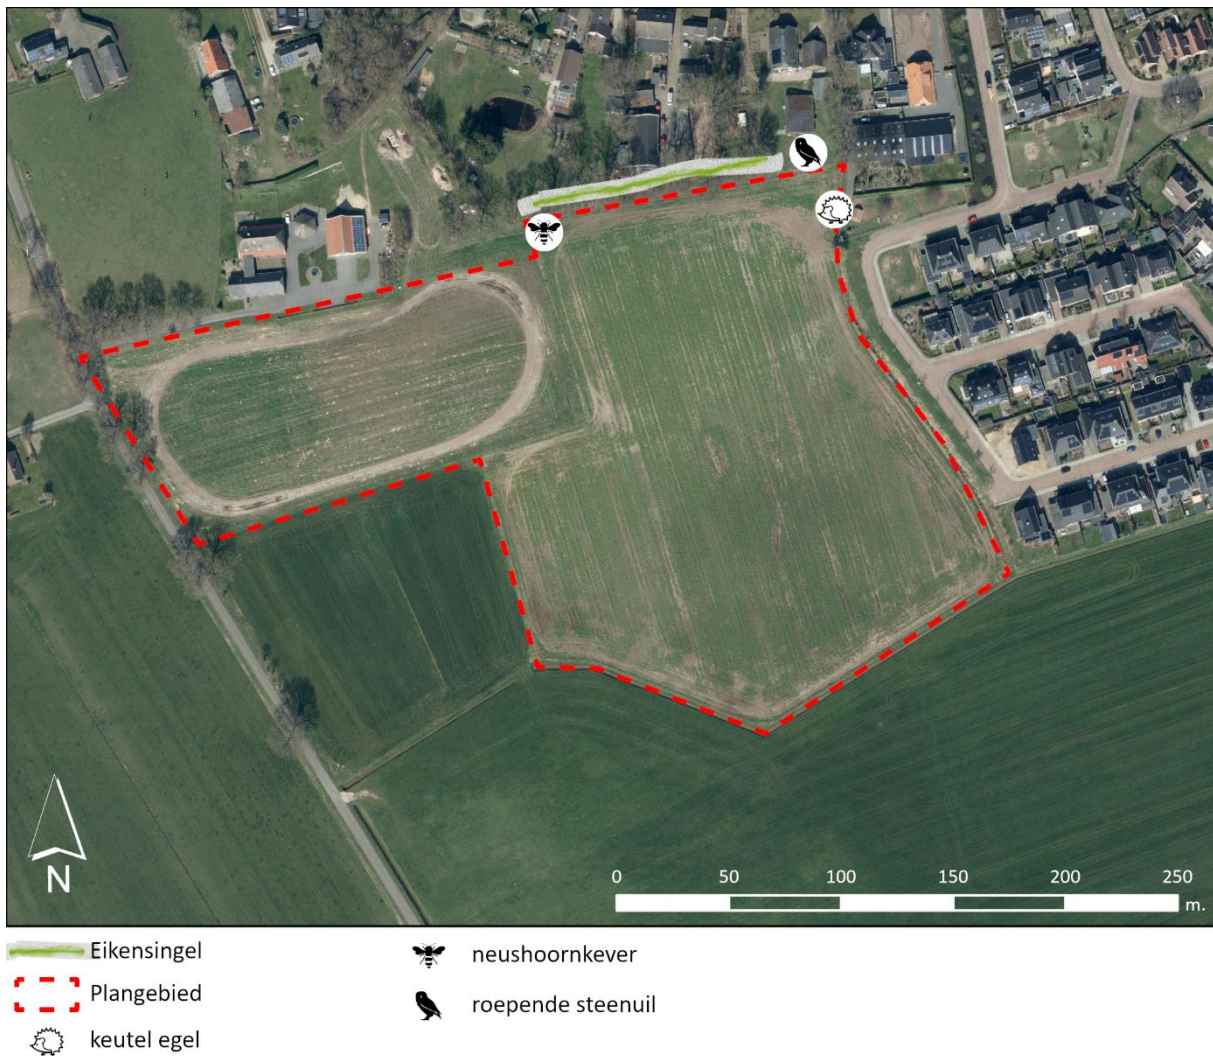 N
0 50 100 150 200 250
m.
Eikensingel
neushoornkever
Plangebied
roepende steenuil
keutel egel